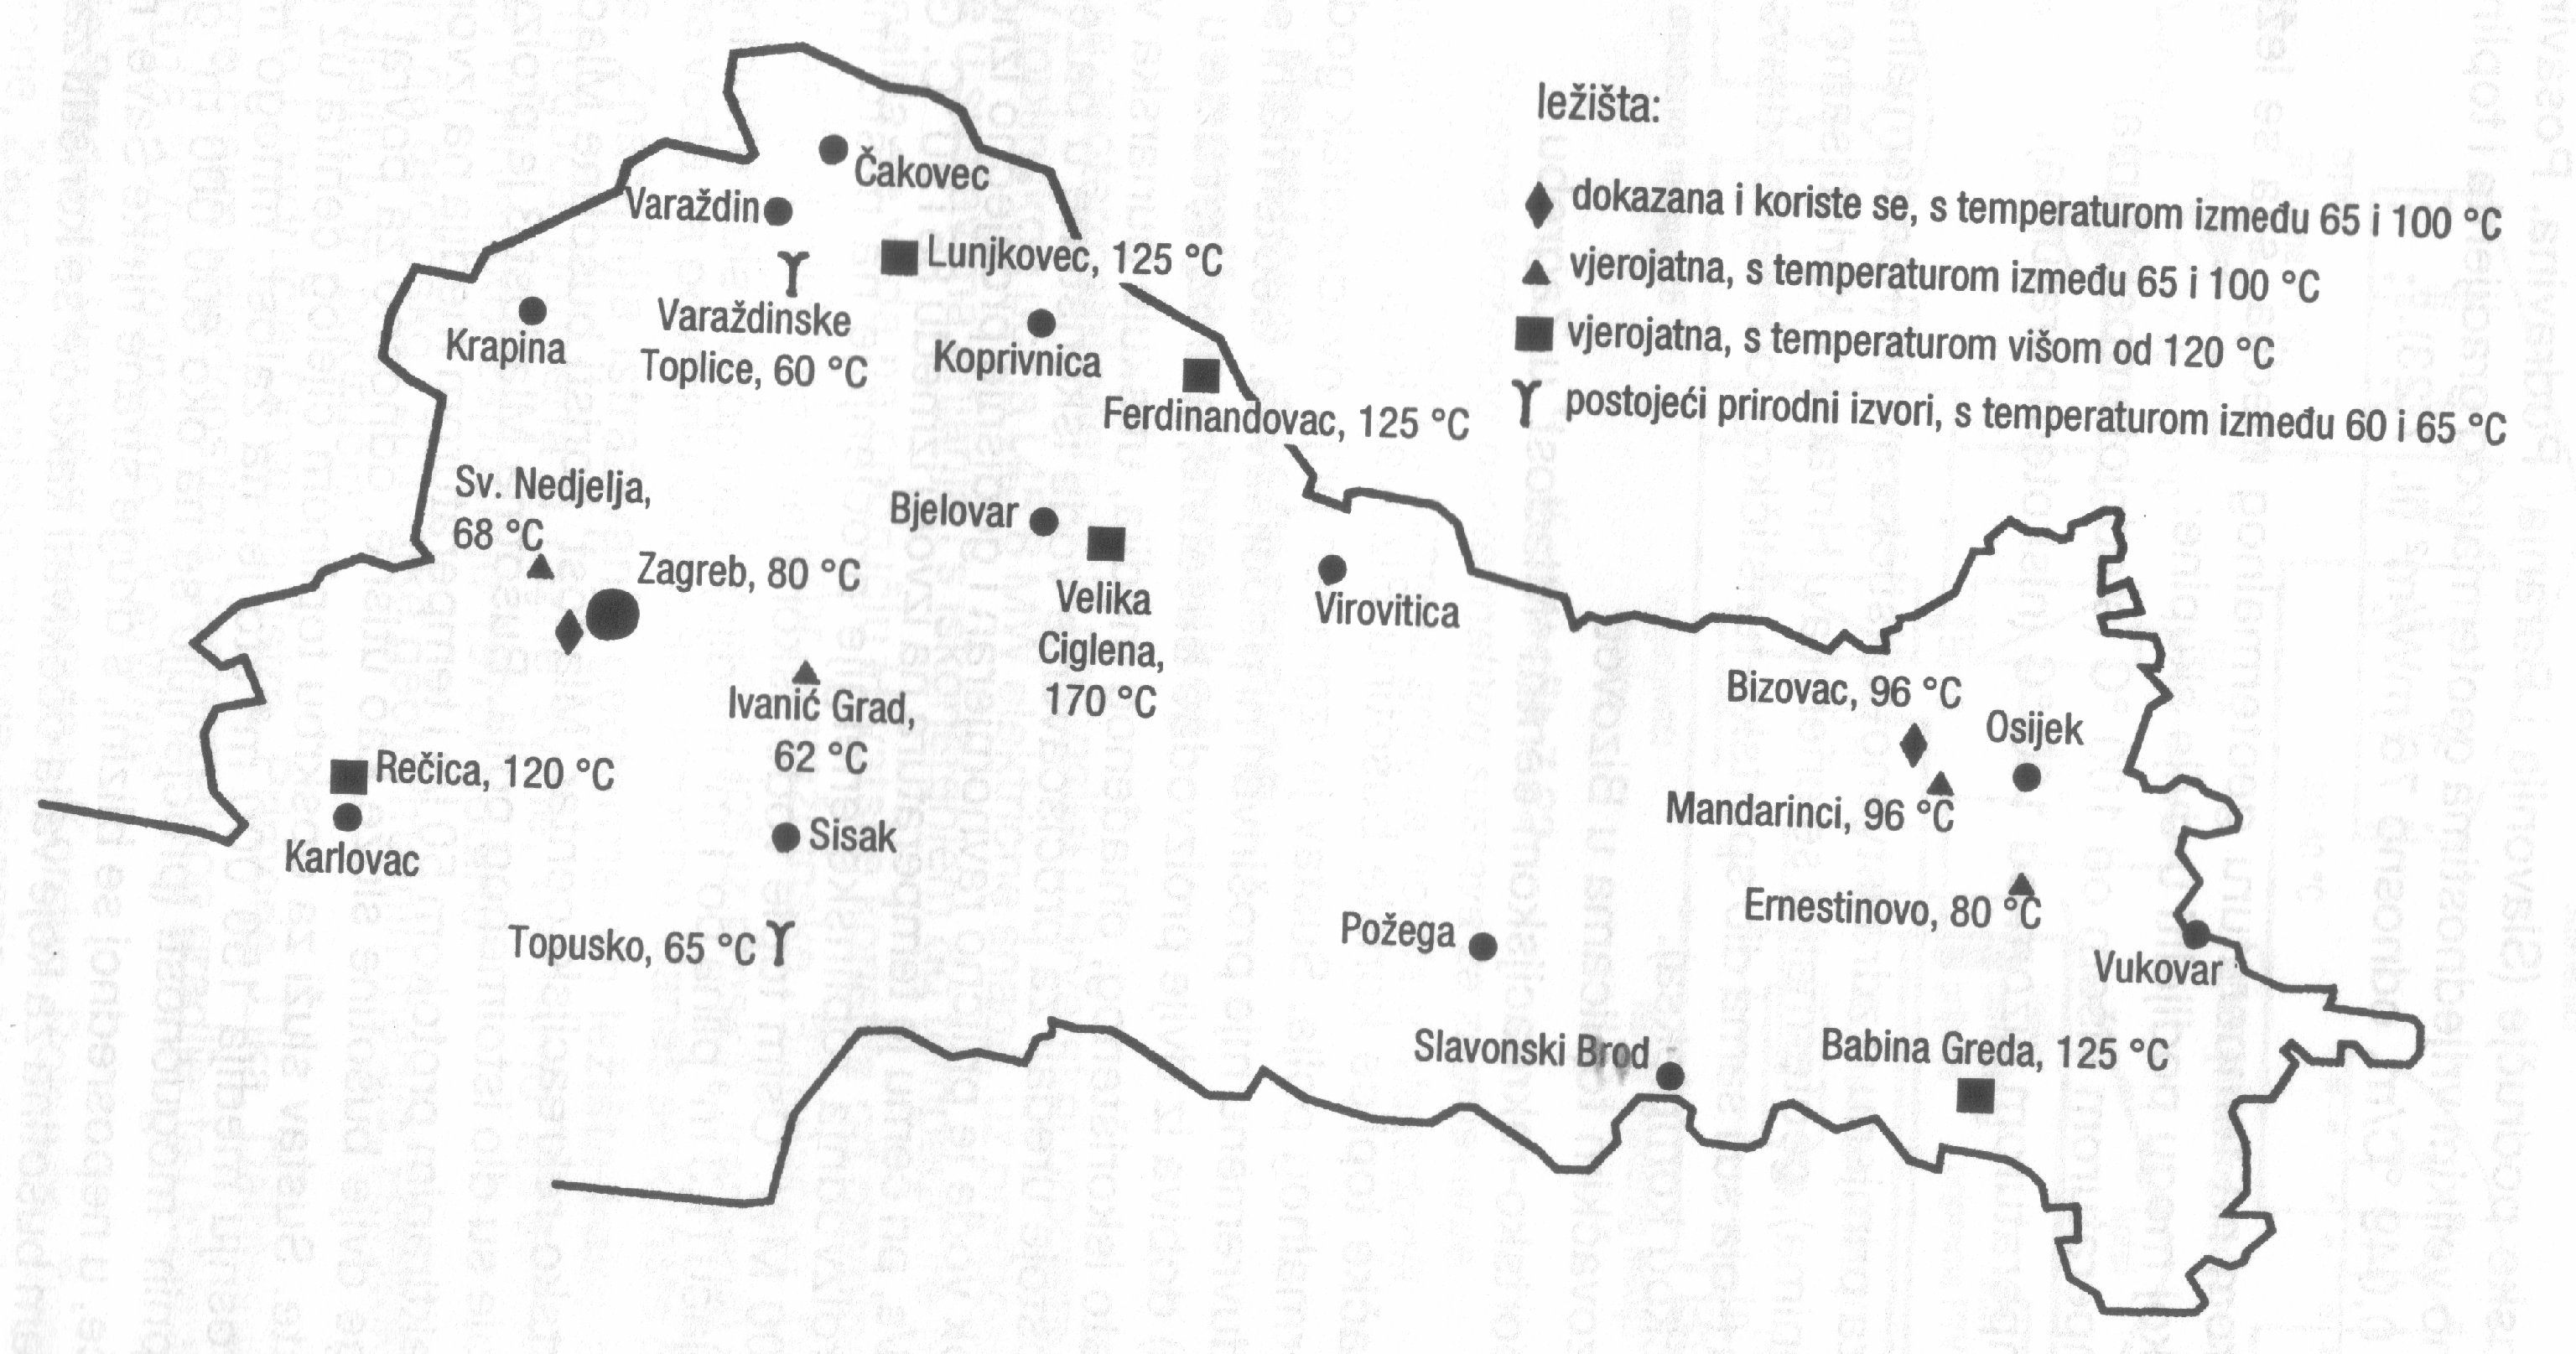 ležišta:
dokazana i koriste se, s temperaturom između 65 i 100 °C
vjerojatna, s temperaturom između 65 i 100 °C
vjerojatna, s temperaturom višom od 120 °C
postojeći prirodni izvori, s temperaturom između 60 i 65 °C
Čakovec
Varaždin
Lunjkovec, 125 °C
Varaždinske
Toplice, 60 °C
Krapina
Koprivnica
Ferdinandovac, 125 °C
Sv. Nedjelja,
68 °C
Zagreb, 80 °C
Bjelovar
Velika
Ciglena,
170 °C
Virovitica
Ivanić Grad,
62 °C
Bizovac, 96 °C
Osijek
Mandarinci, 96 °C
Rečica, 120 °C
Karlovac
Sisak
Topusko, 65 °C
Požega
Ernestinovo, 80 °C
Vukovar
Slavonski Brod
Babina Greda, 125 °C